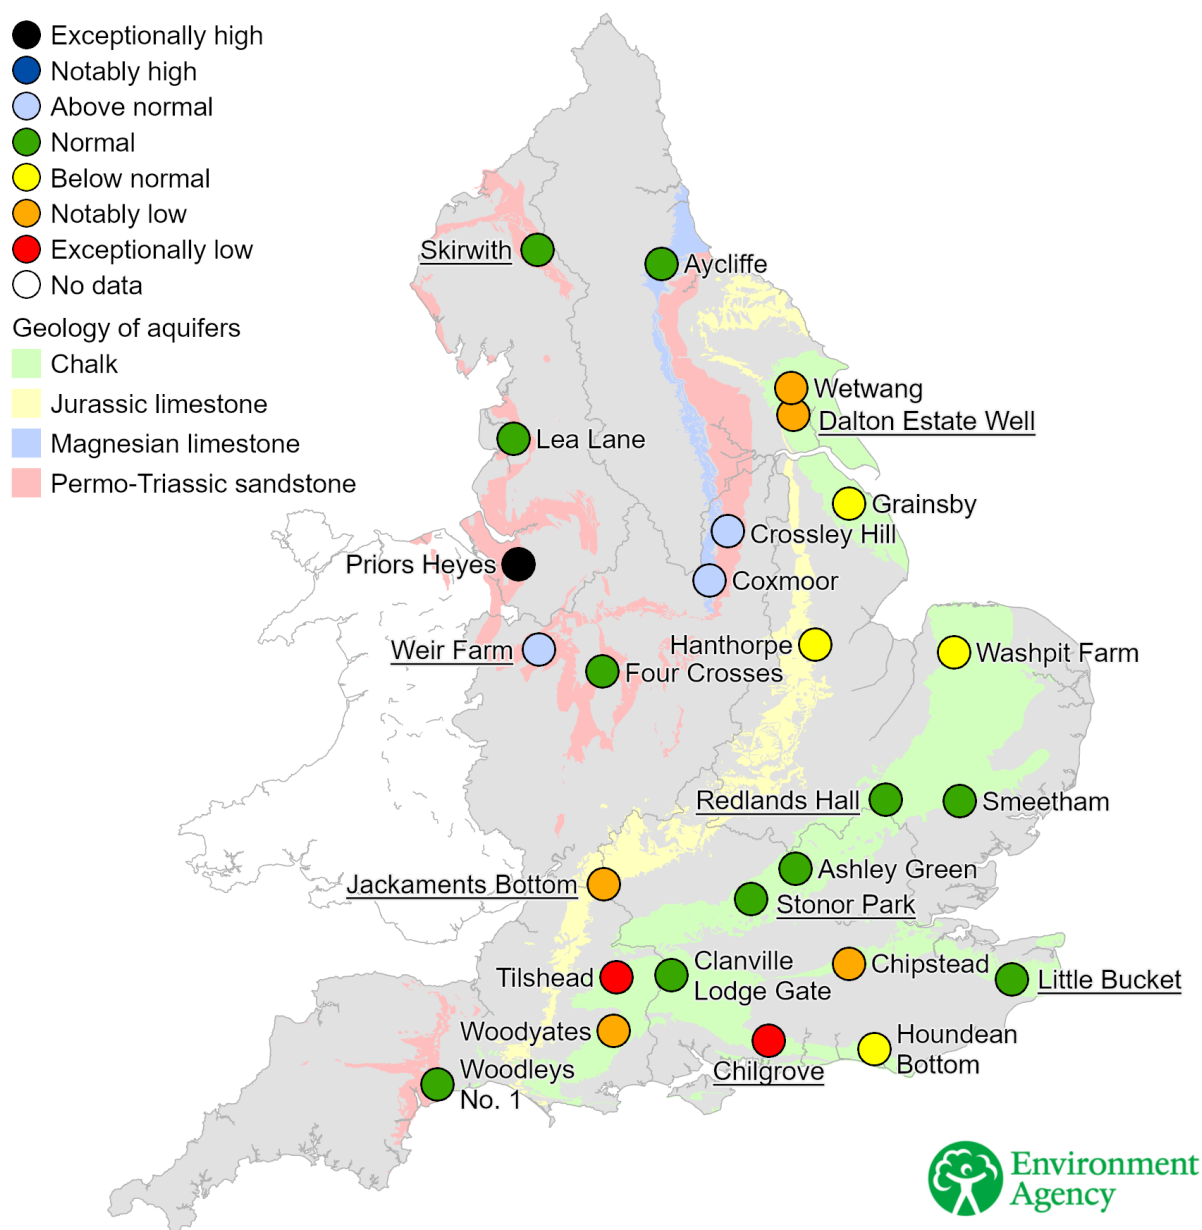 Exceptionally high
Notably high
Above normal
Normal
Below normal
Notably low
Exceptionally low
No data
Geology of aquifers
Chalk
Jurassic limestone
Magnesian limestone
Permo-Triassic sandstone
Skirwith
Aycliffe
Wetwang
Dalton Estate Well
Lea Lane
Grainsby
Crossley Hill
Priors Heyes
Coxmoor
Weir Farm
Hanthorpe
Four Crosses
Washpit Farm
Redlands Hall
Smeetham
Ashley Green
Jackaments Bottom
Stonor Park
Tilshead
Clanville
Lodge Gate
Chipstead
Little Bucket
Woodyates
Houndean
Bottom
Chilgrove
Woodleys
No. 1
Environment
Agency